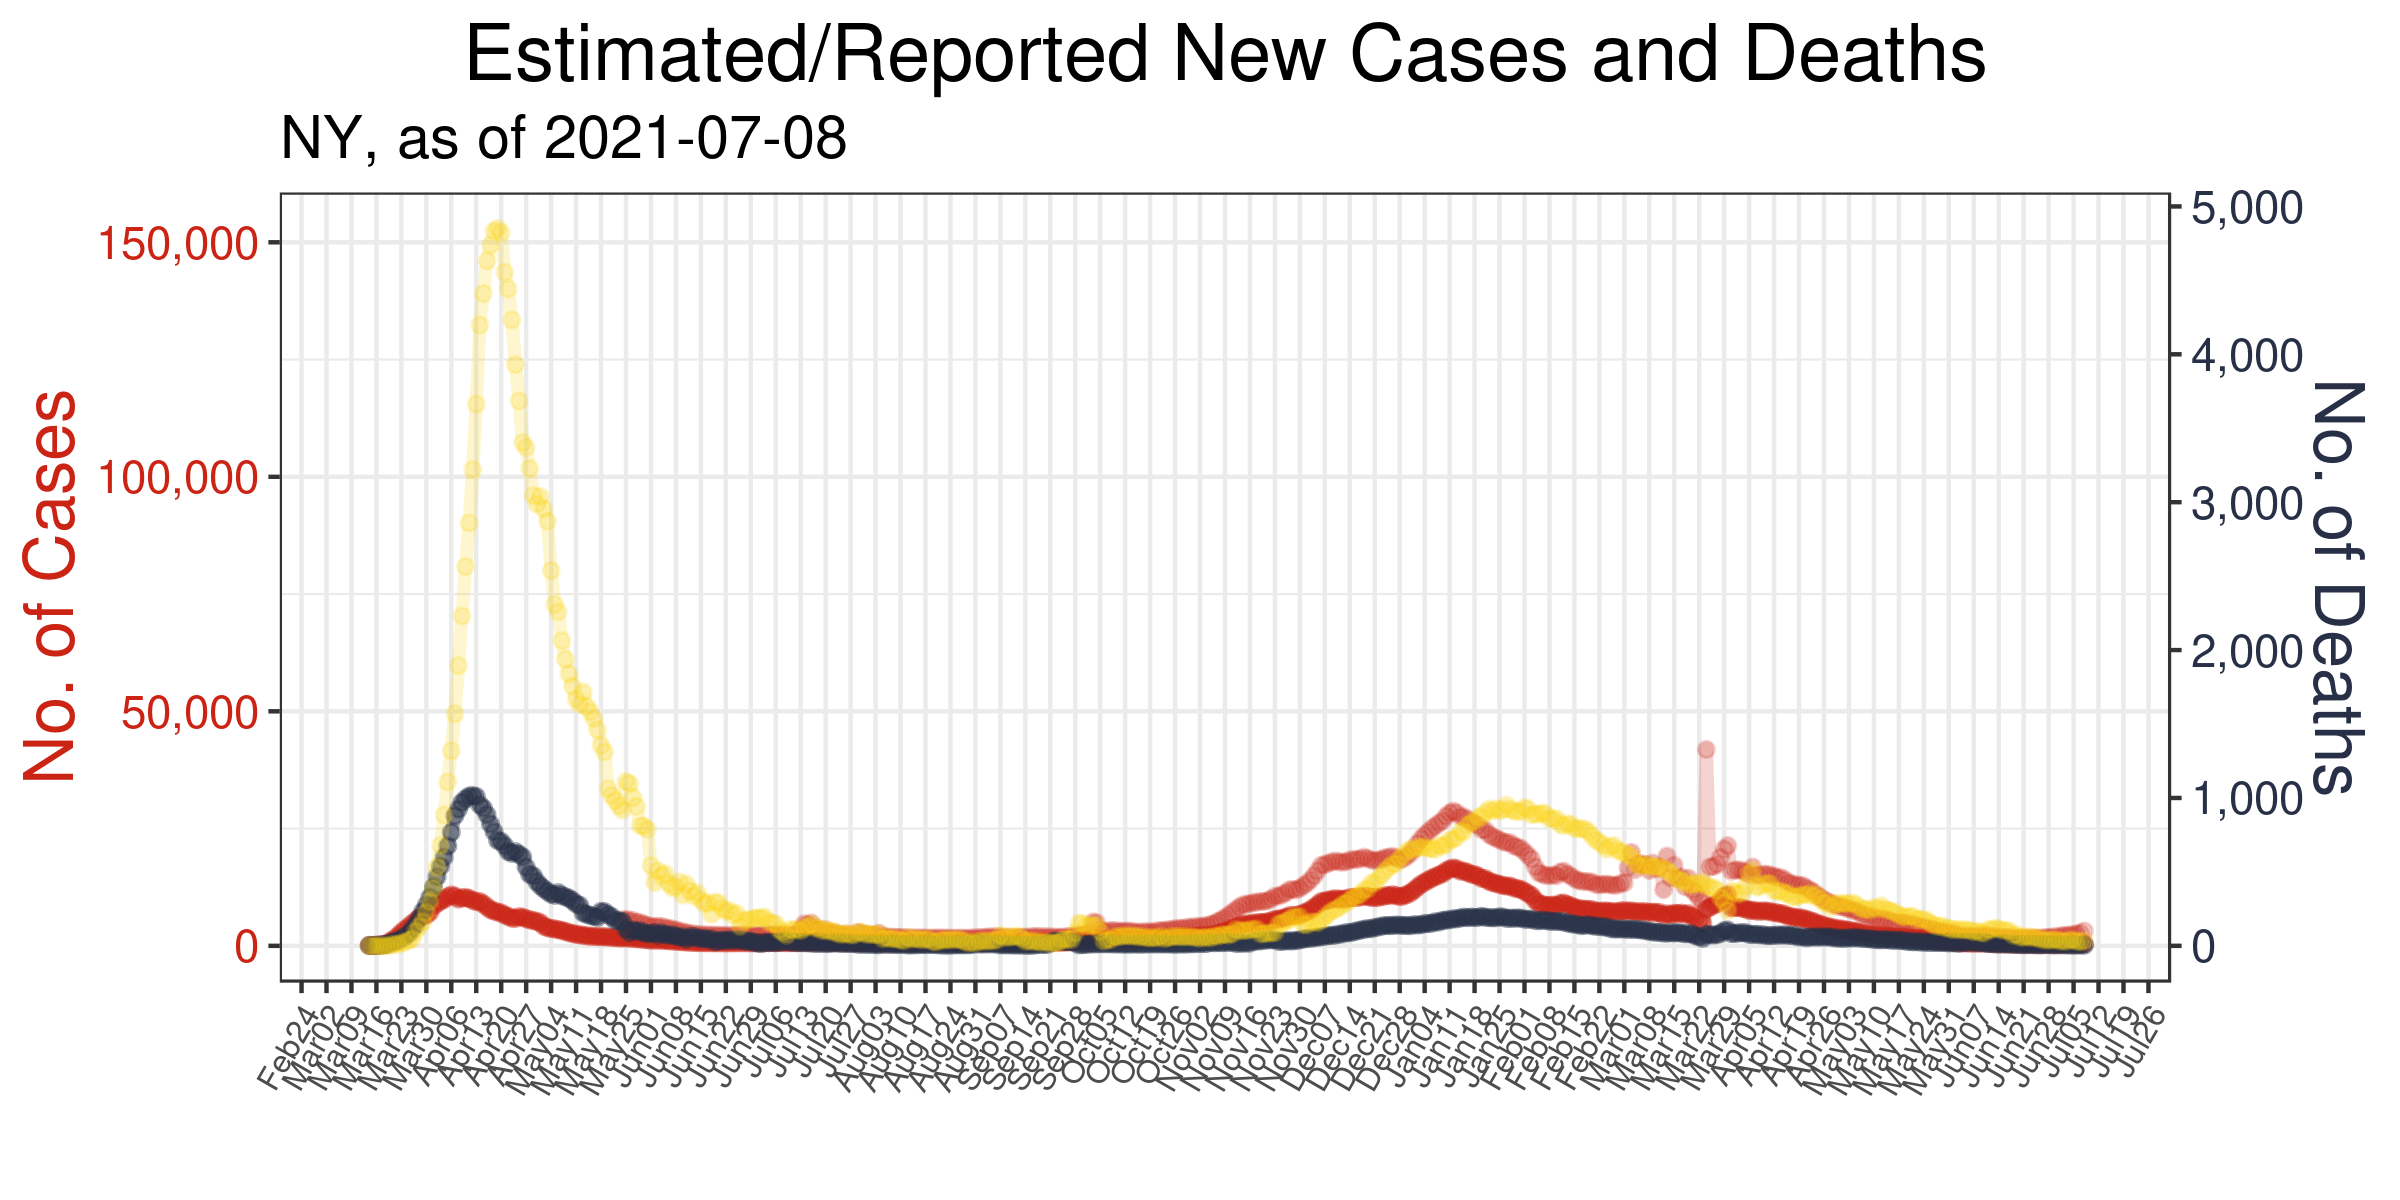 Estimated/Reported New Cases and Deaths
NY, as of 2021-07-08
No. of Cases
150,000
100,000
50,000
0
5,000
4,000
3,000
2,000
1,000
0
No. of Deaths
Feb24
Mar02
Mar09
Mar16
Mar23
Mar30
Apr06
Apr13
Apr20
Apr27
May04
May11
May18
May25
Jun01
Jun08
Jun15
Jun22
Jun29
Jul06
Jul13
Jul20
Jul27
Aug03
Aug10
Aug17
Aug24
Aug31
Sep07
Sep14
Sep21
Sep28
Oct05
Oct12
Oct19
Oct26
Nov02
Nov09
Nov16
Nov23
Nov30
Dec07
Dec14
Dec21
Dec28
Jan04
Jan11
Jan18
Jan25
Feb01
Feb08
Feb15
Feb22
Mar01
Mar08
Mar15
Mar22
Mar29
Apr05
Apr12
Apr19
Apr26
May03
May10
May17
May24
May31
Jun07
Jun14
Jun21
Jun28
Jul05
Jul12
Jul19
Jul26